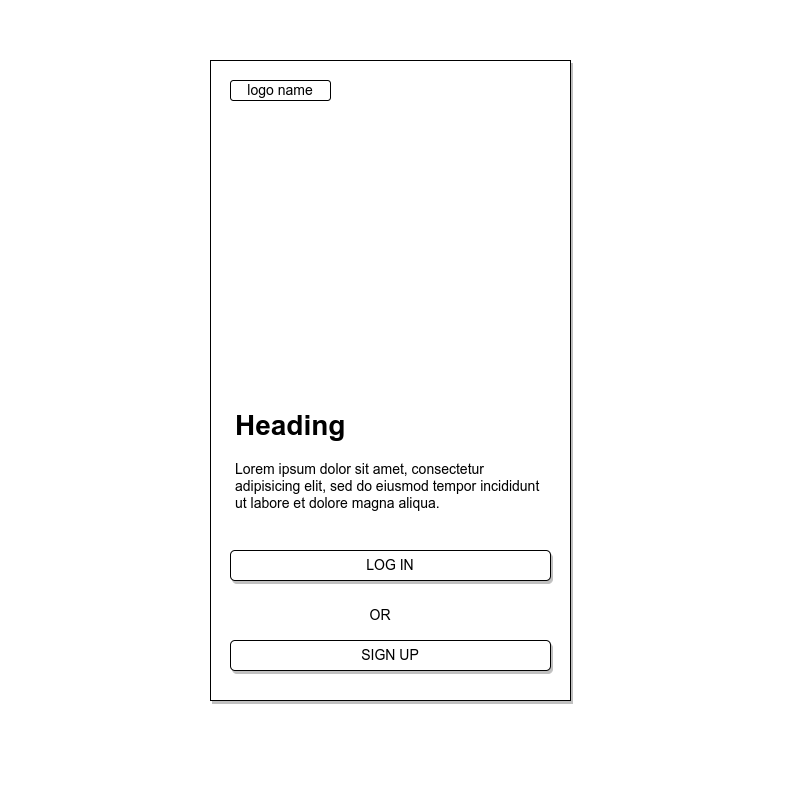 logo name
Heading
Lorem ipsum dolor sit amet, consectetur
adipisicing elit, sed do eiusmod tempor incididunt
ut labore et dolore magna aliqua.
LOG IN
OR
SIGN UP